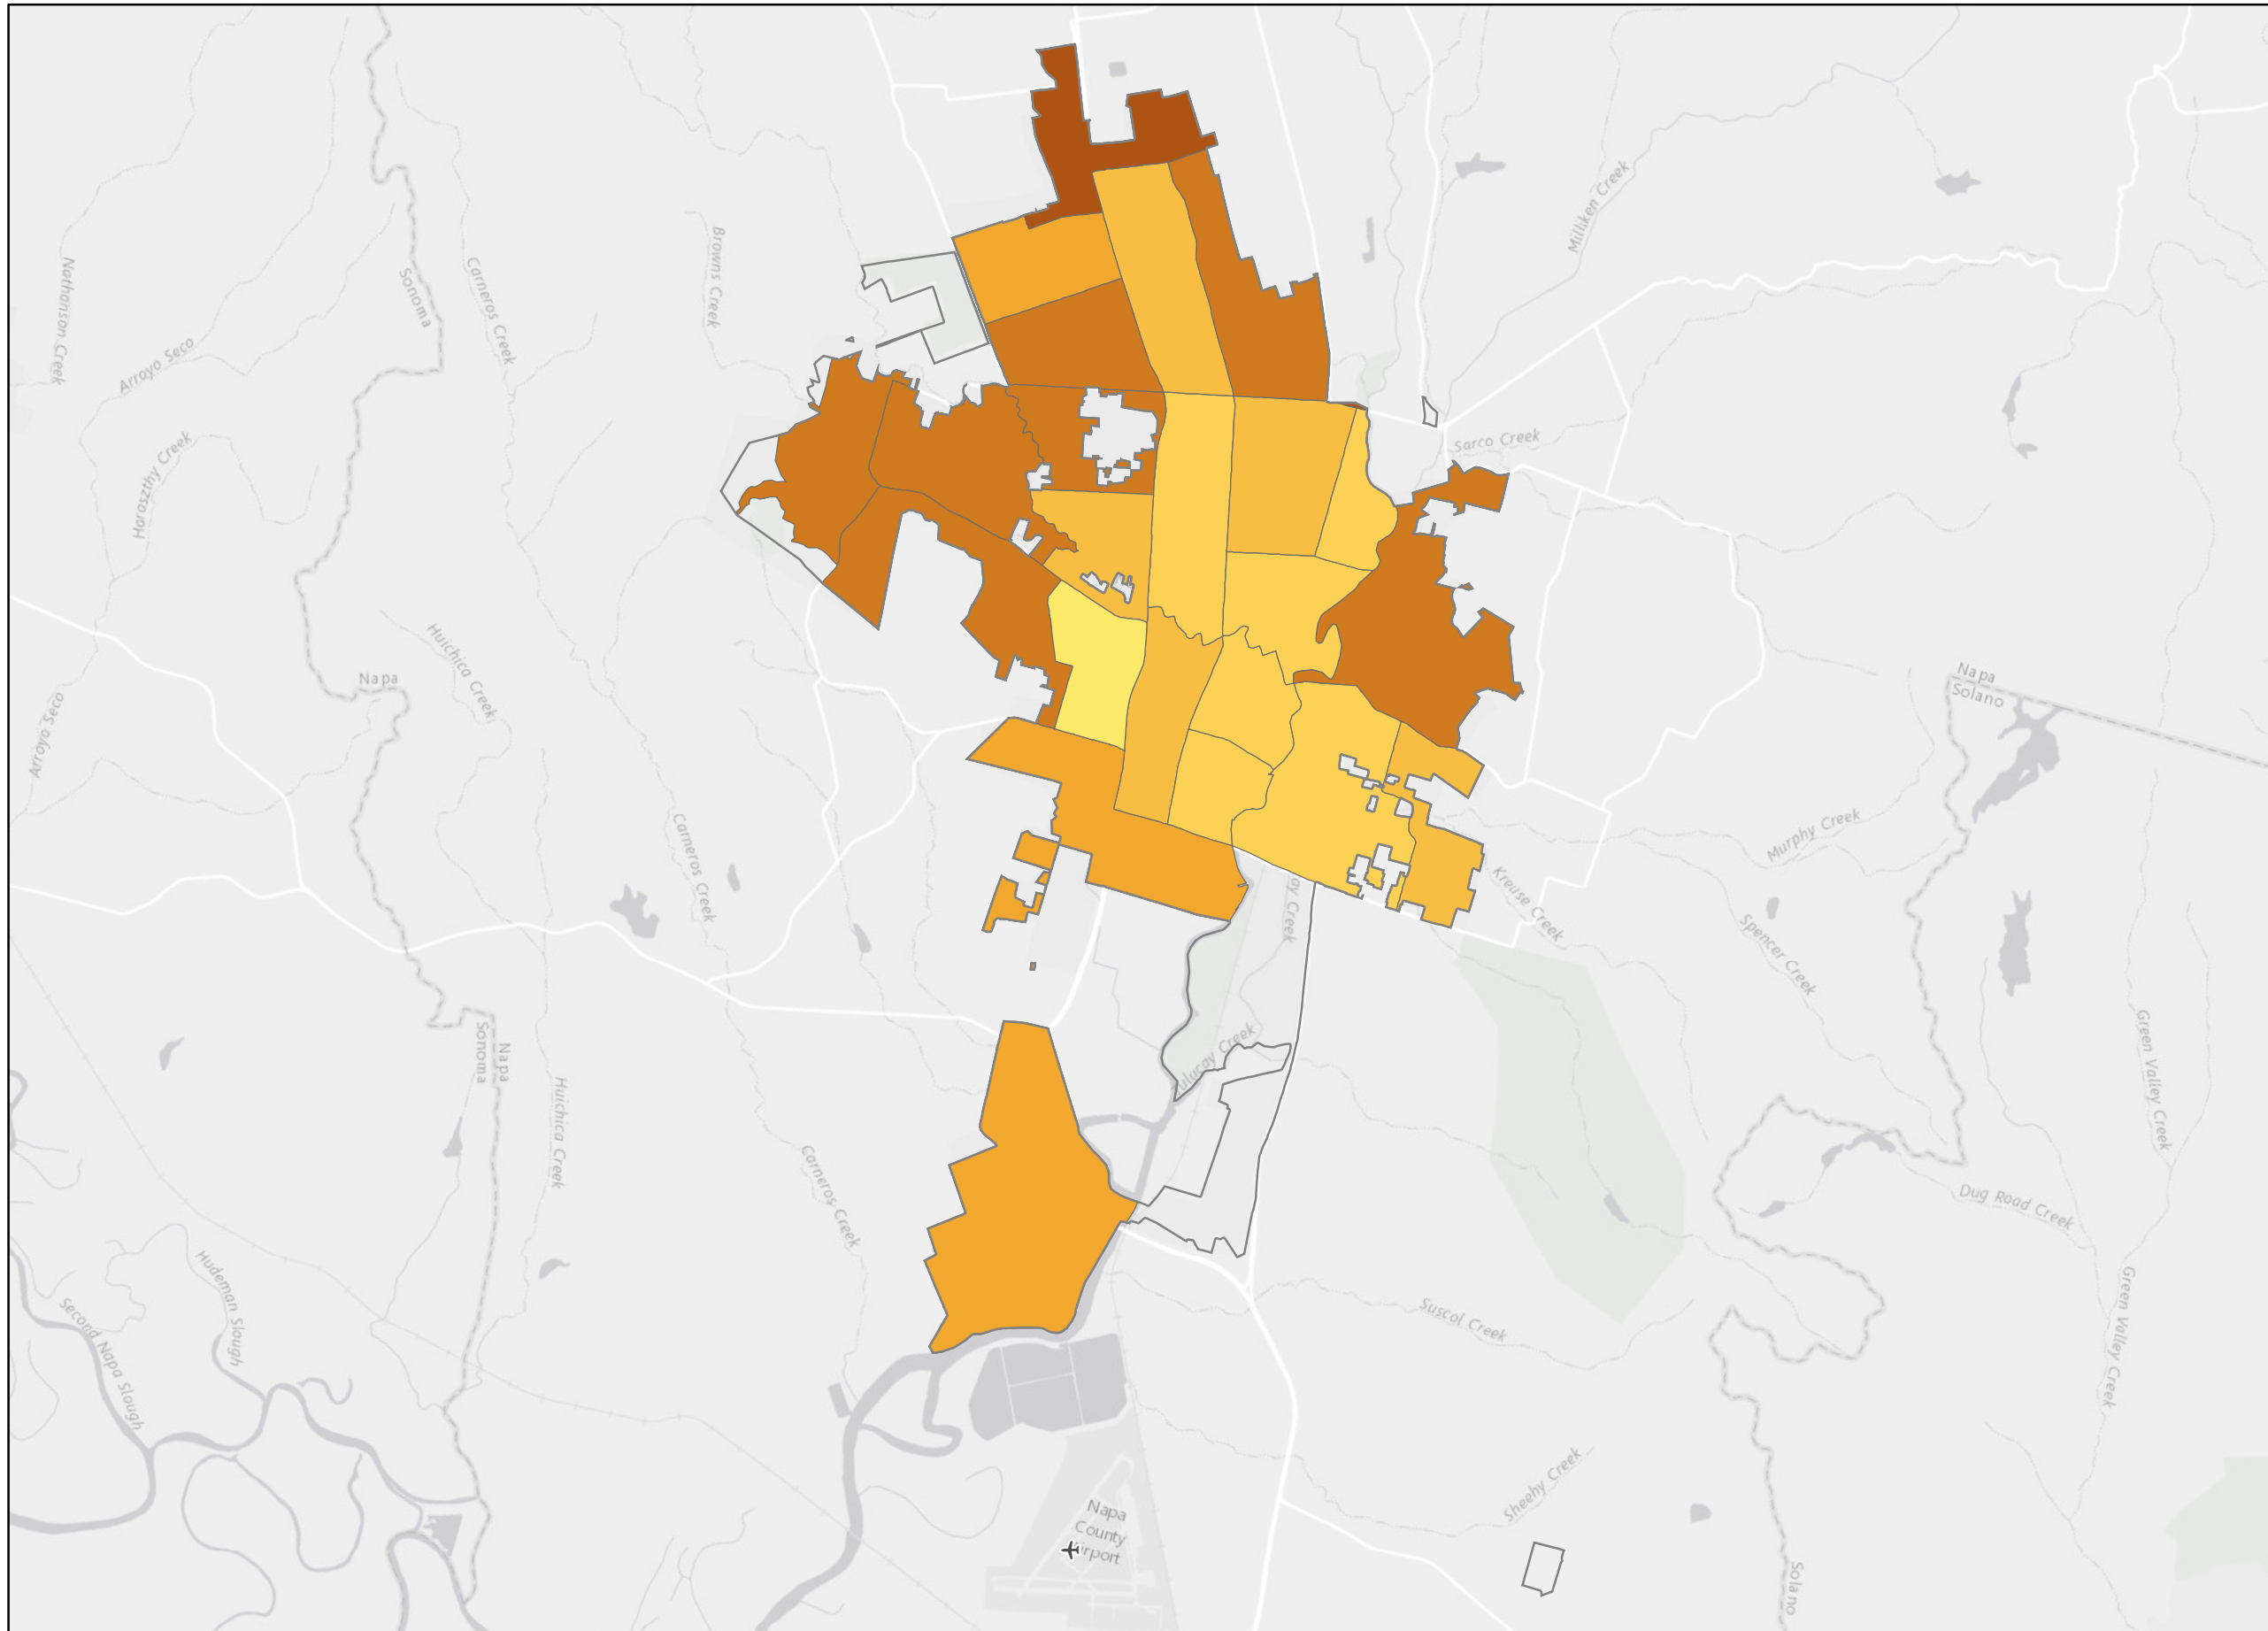 Milliken Creek
Browns Creek
Nathanson Creek
Sonoma
Carneros Creek
Arroyo Seco
Sarco Creek
Haraszthy Creek
Huichica Creek
Napa
Napa
Solano
Arroyo Seco
Carneros Creek
Murphy Creek
Kreuse Creek
Spencer Creek
Creek
Napa
Sonoma
Creek
Green Valley Creek
Huichica Creek
Carneros Creek
Dug Road Creek
Hudeman Slough
Second Napa Slough
Suscol Creek
Green Valley Creek
Sheehy Creek
Napa
County
Solano